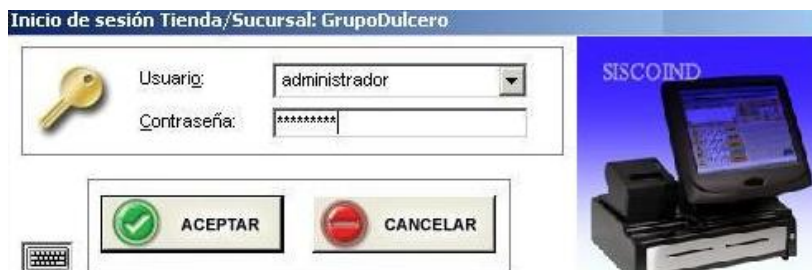 Inicio de sesión Tienda/Sucursal: GrupoDulcero
Usuario:
administrador
Contraseña:
*********
SISCOIND
ACEPTAR
CANCELAR